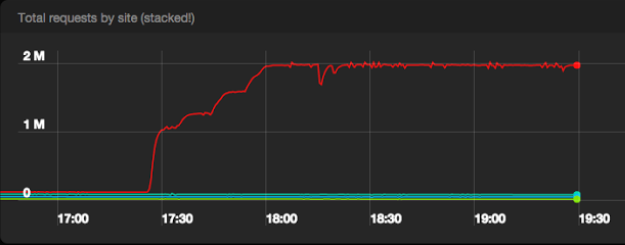 Total requests by site (stacked!)
2 M
1 M
0
17:00 17:30 18:00 18:30 19:00 19:30